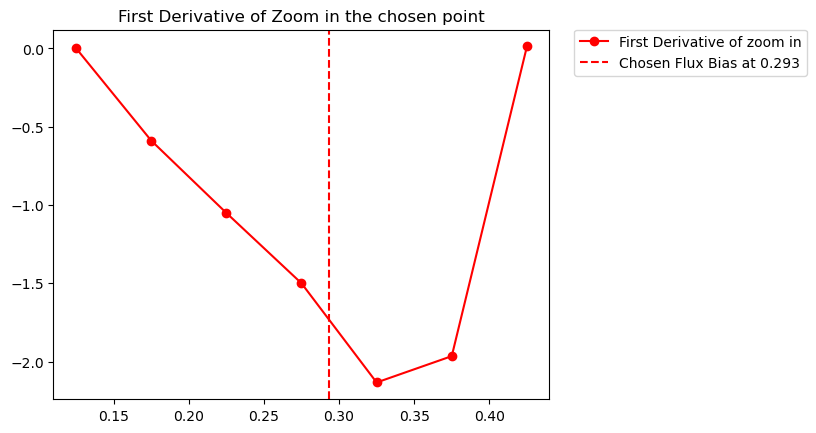 First Derivative of Zoom in the chosen point
First Derivative of zoom in
Chosen Flux Bias at 0.293
0.0
−0.5
−1.0
−1.5
−2.0
0.15 0.20 0.25 0.30 0.35 0.40